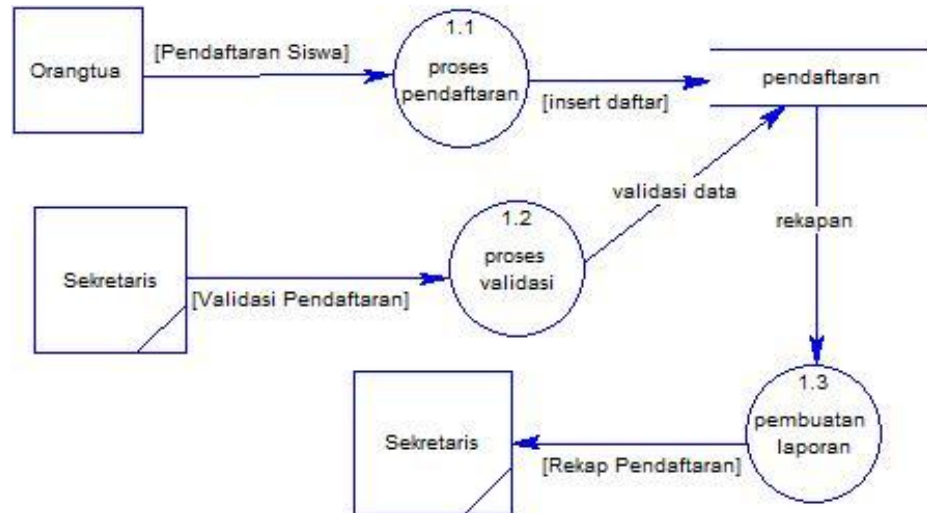 Orangtua
[Pendaftaran Siswa]
1.1
proses
pendaftaran
[insert daftar]
pendaftaran
validasi data
rekapan
Sekretaris
[Validasi Pendaftaran]
1.2
proses
validasi
Sekretaris
[Rekap Pendaftaran]
1.3
pembuatan
laporan